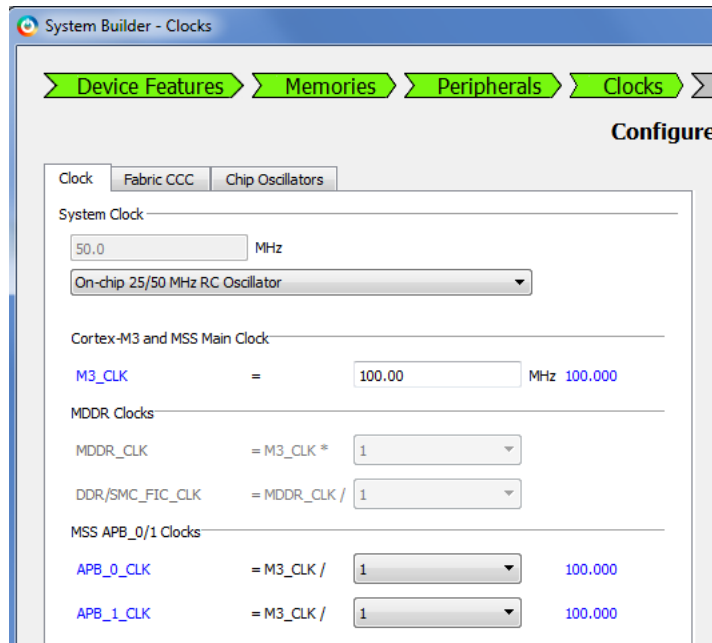 System Builder - Clocks
Device Features Memories Peripherals Clocks
Configure
Clock Fabric CCC Chip Oscillators
System Clock
50.0 MHz
On-chip 25/50 MHz RC Oscillator
Cortex-M3 and MSS Main Clock
M3_CLK = 100.00 MHz 100.000
MDDR Clocks
MDDR_CLK = M3_CLK * 1
DDR/SMC_FIC_CLK = MDDR_CLK / 1
MSS APB_0/1 Clocks
APB_0_CLK = M3_CLK / 1 100.000
APB_1_CLK = M3_CLK / 1 100.000